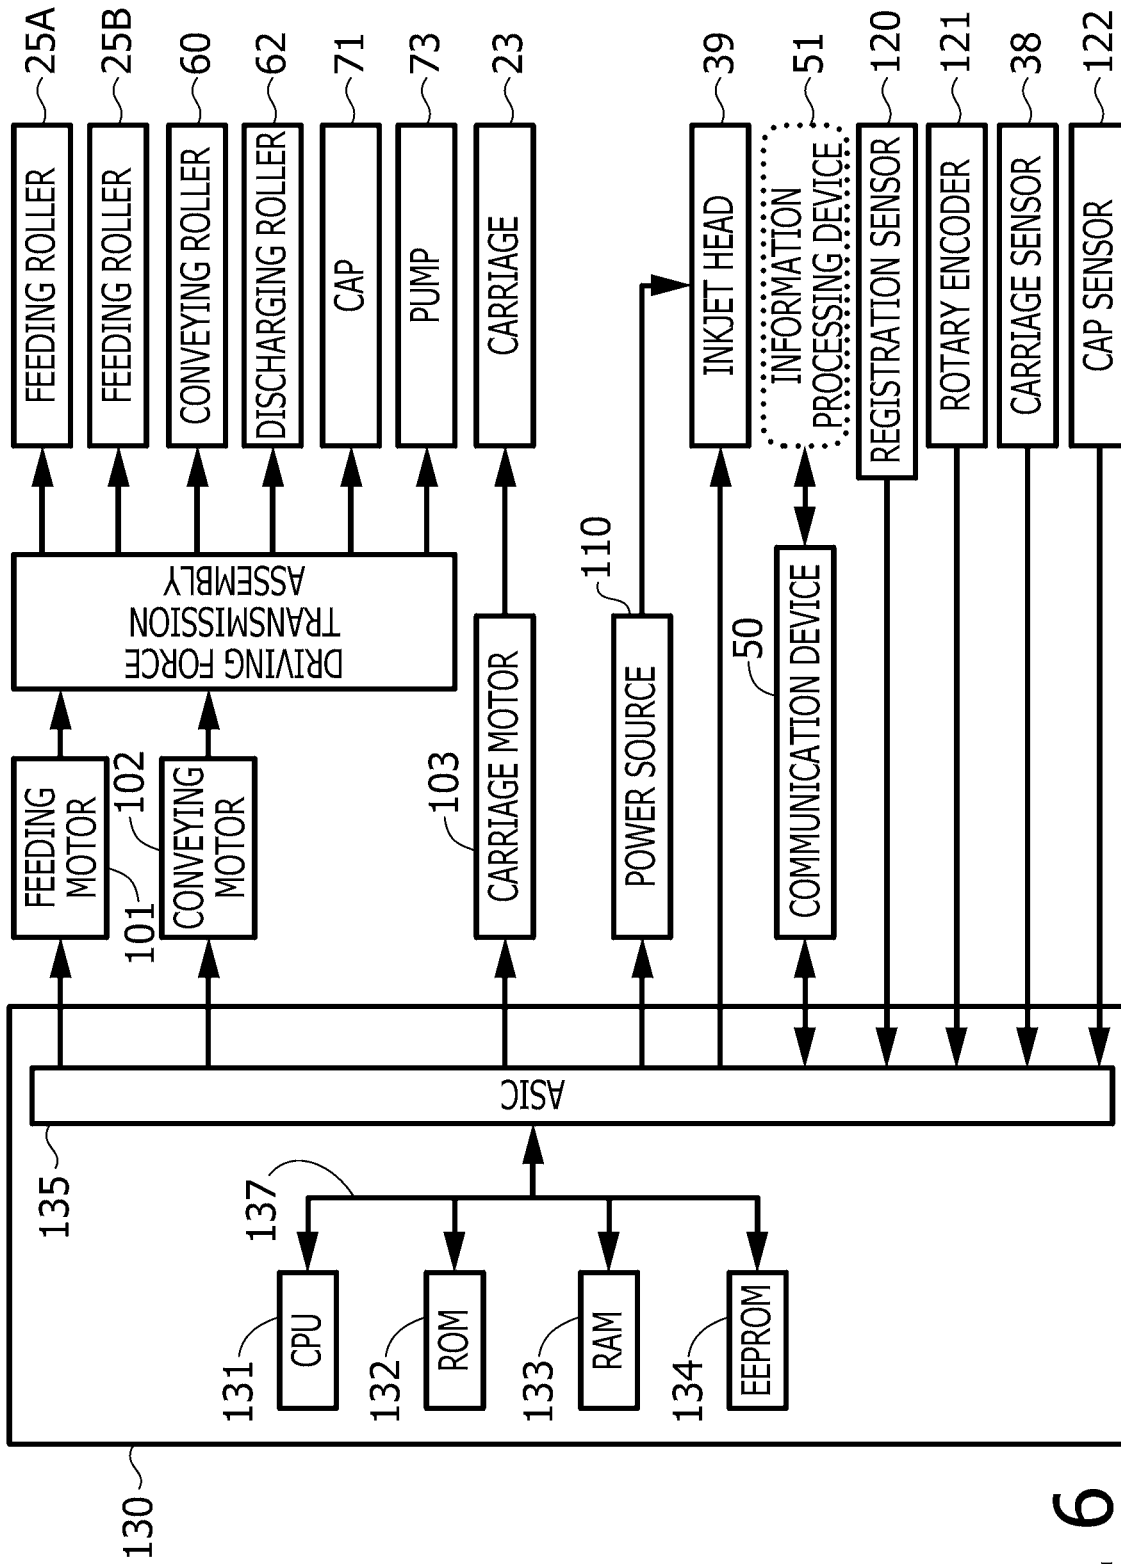 130
135
137
131
CPU
132
ROM
133
RAM
134
EEPROM
ASIC
FEEDING
MOTOR
101
102
CONVEYING
MOTOR
103
CARRIAGE MOTOR
110
POWER SOURCE
50
COMMUNICATION DEVICE
DRIVING FORCE
TRANSMISSION
ASSEMBLY
FEEDING ROLLER
25A
FEEDING ROLLER
25B
CONVEYING ROLLER
60
DISCHARGING ROLLER
62
CAP
71
PUMP
73
CARRIAGE
23
INKJET HEAD
39
INFORMATION
PROCESSING DEVICE
51
REGISTRATION SENSOR
120
ROTARY ENCODER
121
CARRIAGE SENSOR
38
CAP SENSOR
122
6